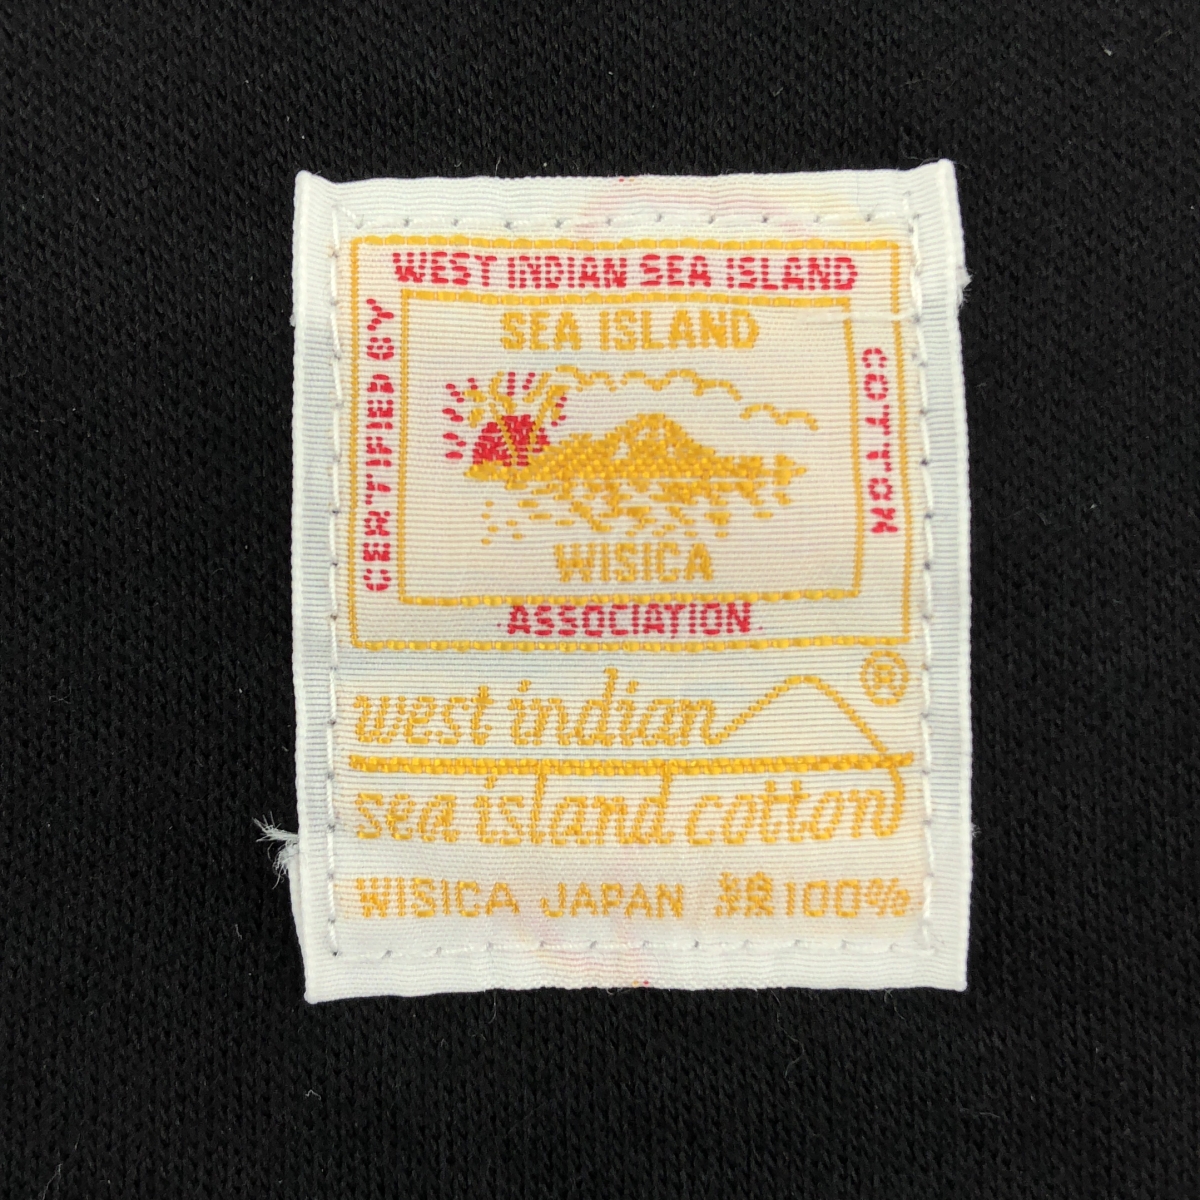 CERTIFIED BY
WEST INDIAN SEA ISLAND
COTTON
ASSOCIATION
SEA ISLAND
WISICA
west indian ®
sea island cotton
WISICA JAPAN 綿100%